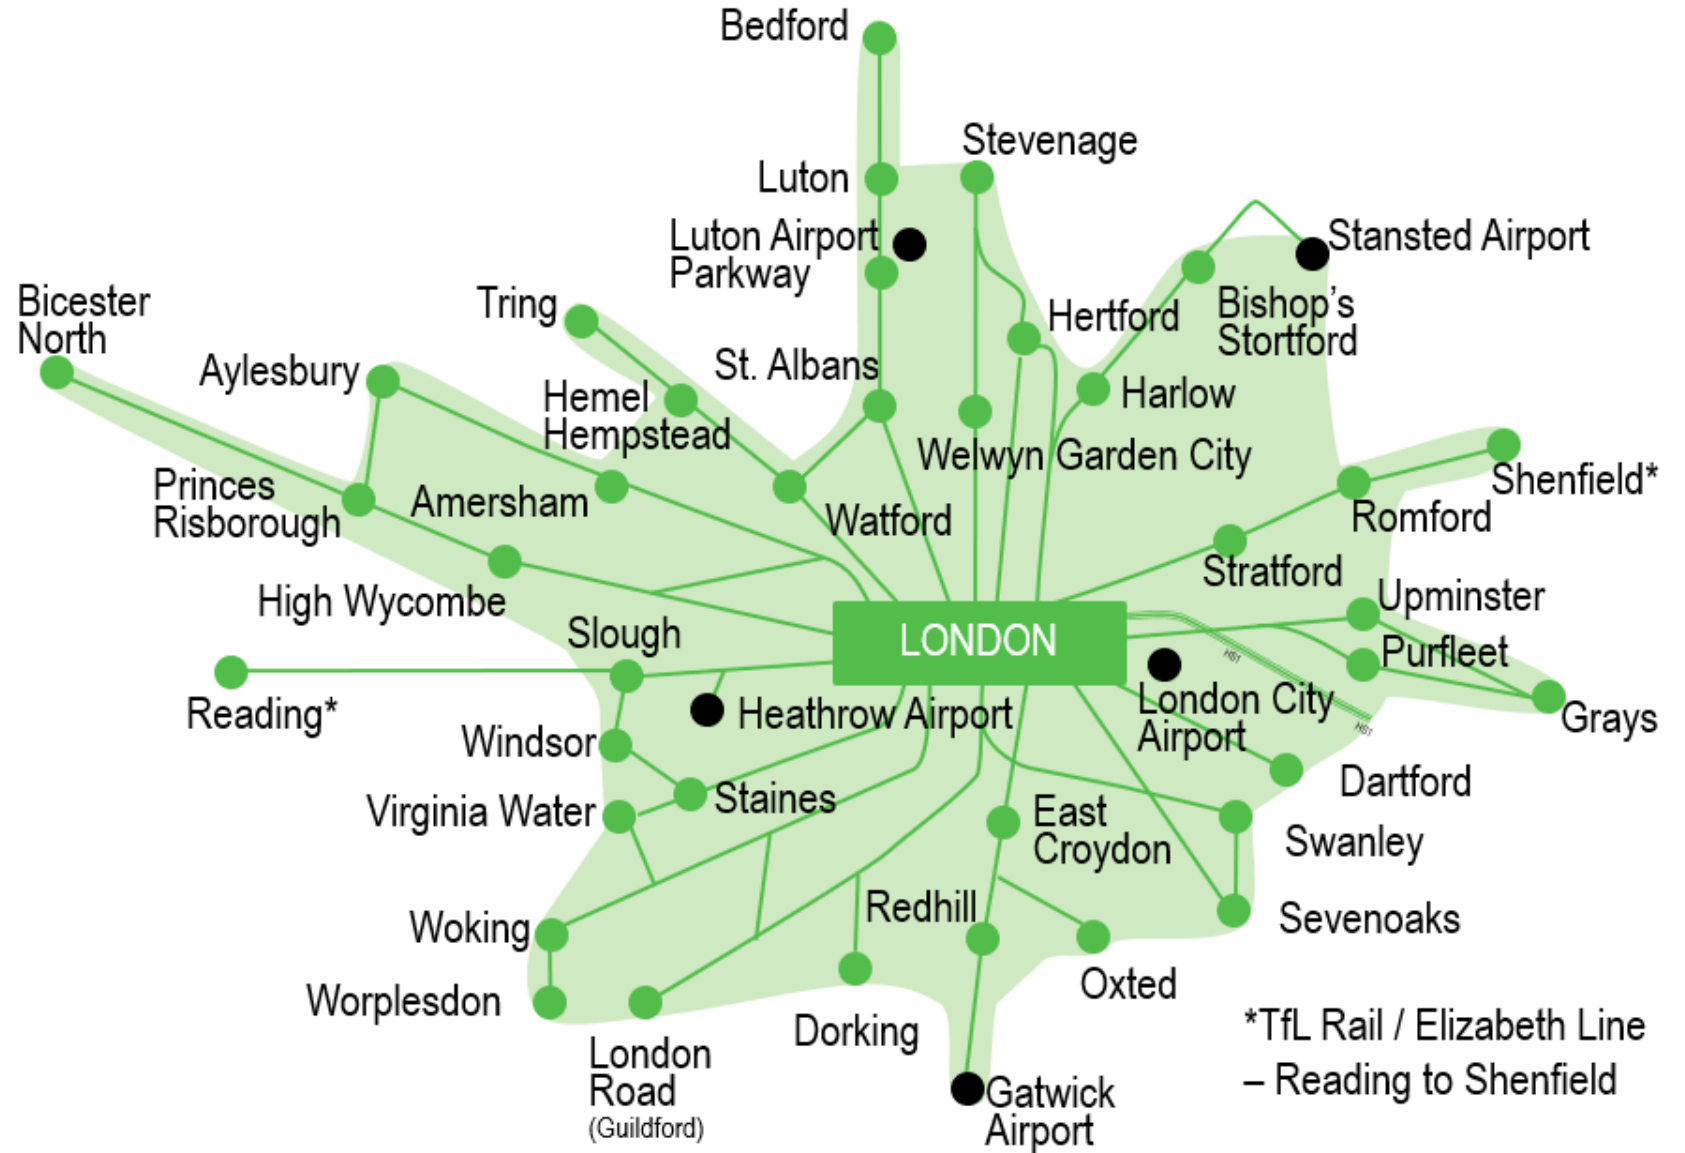 Bedford
Stevenage
Luton
Luton Airport
Parkway
Stansted Airport
Bicester
North
Tring
Hertford
Bishop's
Stortford
Aylesbury
St. Albans
Hemel
Hempstead
Harlow
Welwyn Garden City
Shenfield*
Princes
Risborough
Amersham
Watford
Romford
Stratford
High Wycombe
Upminster
Slough
LONDON
Purfleet
HS1
Reading*
Heathrow Airport
London City
Airport
HS1
Grays
Windsor
Dartford
Virginia Water
Staines
East
Croydon
Swanley
Redhill
Sevenoaks
Woking
Oxted
Worplesdon
Dorking
London
Road
(Guildford)
Gatwick
Airport
*TfL Rail / Elizabeth Line
– Reading to Shenfield